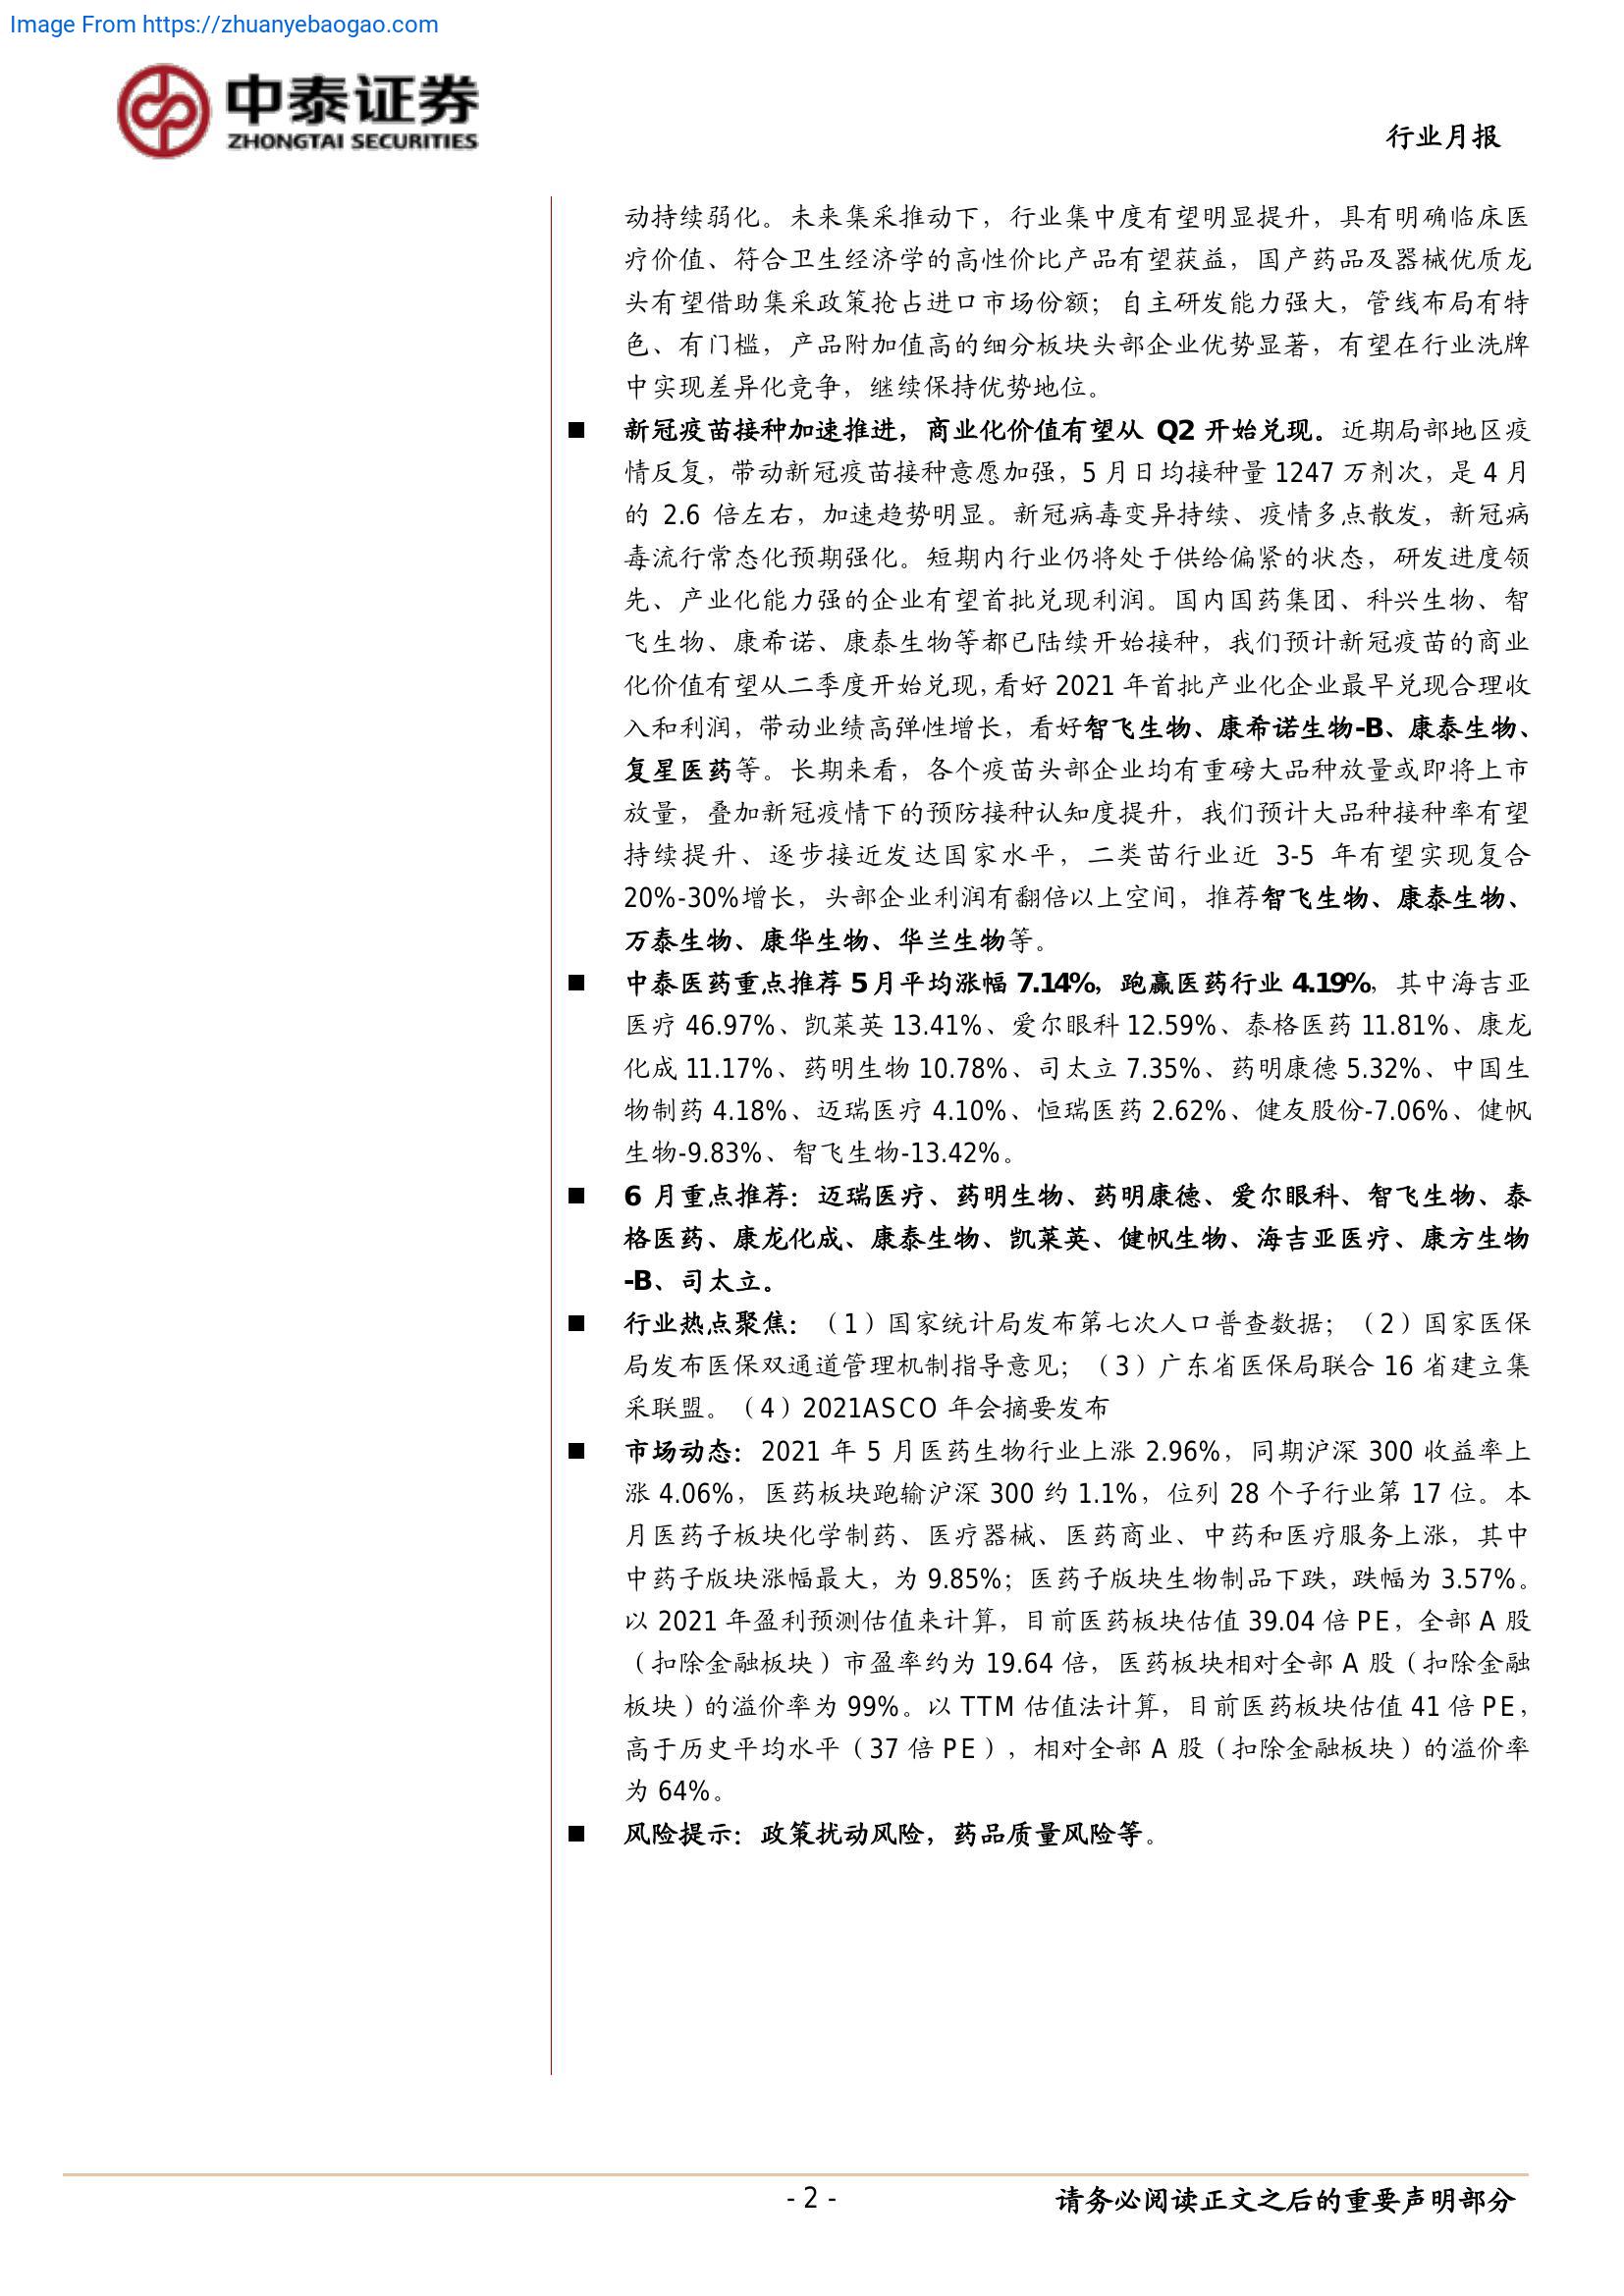 Image From https://zhuanyebaogao.com
中泰证券
ZHONGTAI SECURITIES
行业月报
动持续弱化。未来集采推动下，行业集中度有望明显提升，具有明确临床医
疗价值、符合卫生经济学的高性价比产品有望获益，国产药品及器械优质龙
头有望借助集采政策抢占进口市场份额；自主研发能力强大，管线布局有特
色、有门槛，产品附加值高的细分板块头部企业优势显著，有望在行业洗牌
中实现差异化竞争，继续保持优势地位。
■ 新冠疫苗接种加速推进，商业化价值有望从 Q2 开始兑现。近期局部地区疫
情反复，带动新冠疫苗接种意愿加强，5 月日均接种量 1247 万剂次，是 4 月
的 2.6 倍左右，加速趋势明显。新冠病毒变异持续、疫情多点散发，新冠病
毒流行常态化预期强化。短期内行业仍将处于供给偏紧的状态，研发进度领
先、产业化能力强的企业有望首批兑现利润。国内国药集团、科兴生物、智
飞生物、康希诺、康泰生物等都已陆续开始接种，我们预计新冠疫苗的商业
化价值有望从二季度开始兑现，看好 2021 年首批产业化企业最早兑现合理收
入和利润，带动业绩高弹性增长，看好智飞生物、康希诺生物-B、康泰生物、
复星医药等。长期来看，各个疫苗头部企业均有重磅大品种放量或即将上市
放量，叠加新冠疫情下的预防接种认知度提升，我们预计大品种接种率有望
持续提升、逐步接近发达国家水平，二类苗行业近 3-5 年有望实现复合
20%-30%增长，头部企业利润有翻倍以上空间，推荐智飞生物、康泰生物、
万泰生物、康华生物、华兰生物等。
■ 中泰医药重点推荐 5 月平均涨幅 7.14%，跑赢医药行业 4.19%，其中海吉亚
医疗 46.97%、凯莱英 13.41%、爱尔眼科 12.59%、泰格医药 11.81%、康龙
化成 11.17%、药明生物 10.78%、司太立 7.35%、药明康德 5.32%、中国生
物制药 4.18%、迈瑞医疗 4.10%、恒瑞医药 2.62%、健友股份-7.06%、健帆
生物-9.83%、智飞生物-13.42%。
■ 6 月重点推荐：迈瑞医疗、药明生物、药明康德、爱尔眼科、智飞生物、泰
格医药、康龙化成、康泰生物、凯莱英、健帆生物、海吉亚医疗、康方生物
-B、司太立。
■ 行业热点聚焦：（1）国家统计局发布第七次人口普查数据；（2）国家医保
局发布医保双通道管理机制指导意见；（3）广东省医保局联合 16 省建立集
采联盟。（4）2021ASCO 年会摘要发布
■ 市场动态：2021 年 5 月医药生物行业上涨 2.96%，同期沪深 300 收益率上
涨 4.06%，医药板块跑输沪深 300 约 1.1%，位列 28 个子行业第 17 位。本
月医药子板块化学制药、医疗器械、医药商业、中药和医疗服务上涨，其中
中药子版块涨幅最大，为 9.85%；医药子版块生物制品下跌，跌幅为 3.57%。
以 2021 年盈利预测估值来计算，目前医药板块估值 39.04 倍 PE，全部 A 股
（扣除金融板块）市盈率约为 19.64 倍，医药板块相对全部 A 股（扣除金融
板块）的溢价率为 99%。以 TTM 估值法计算，目前医药板块估值 41 倍 PE，
高于历史平均水平（37 倍 PE），相对全部 A 股（扣除金融板块）的溢价率
为 64%。
■ 风险提示：政策扰动风险，药品质量风险等。
- 2 -
请务必阅读正文之后的重要声明部分